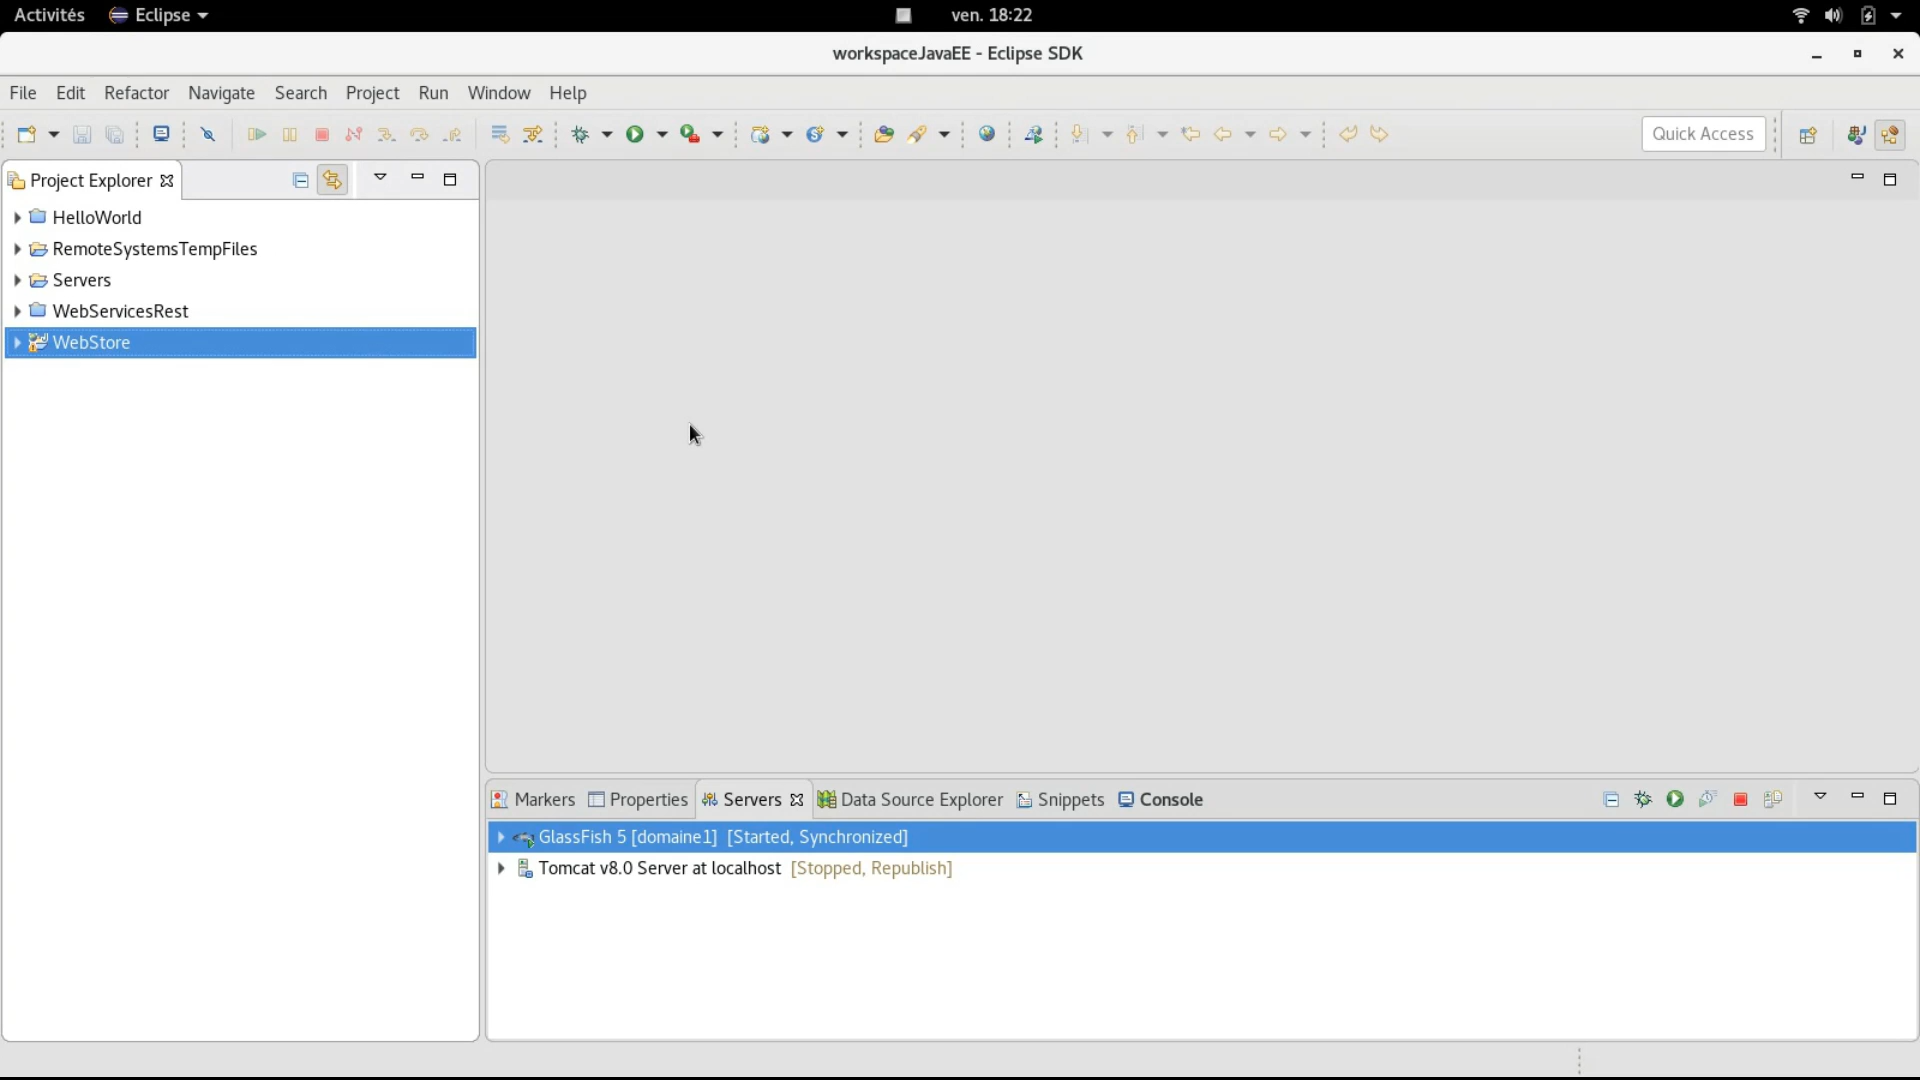 Activités Eclipse ven. 18:22
workspaceJavaEE - Eclipse SDK
File Edit Refactor Navigate Search Project Run Window Help
Quick Access
Project Explorer
HelloWorld
RemoteSystemsTempFiles
Servers
WebServicesRest
WebStore
Markers Properties Servers Data Source Explorer Snippets Console
GlassFish 5 [domaine1] [Started, Synchronized]
Tomcat v8.0 Server at localhost [Stopped, Republish]